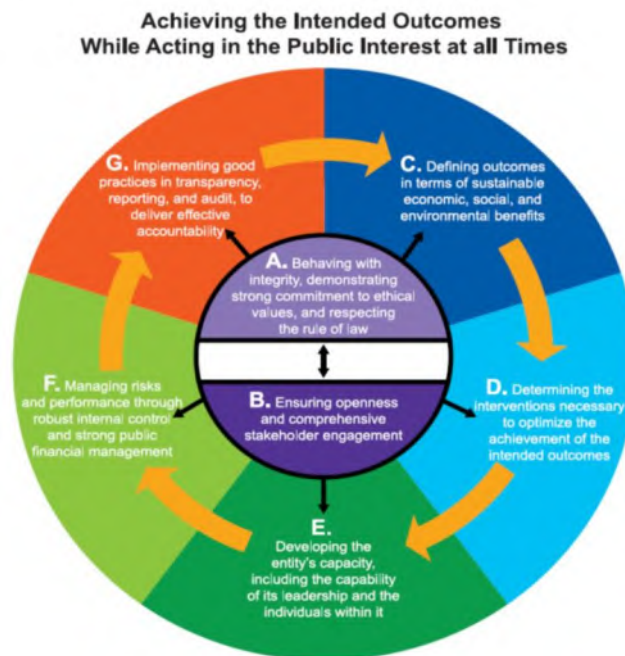 Achieving the Intended Outcomes
While Acting in the Public Interest at all Times
G. Implementing good
practices in transparency,
reporting, and audit, to
deliver effective
accountability
C. Defining outcomes
in terms of sustainable
economic, social, and
environmental benefits
A. Behaving with
integrity, demonstrating
strong commitment to ethical
values, and respecting
the rule of law
B. Ensuring openness
and comprehensive
stakeholder engagement
F. Managing risks
and performance through
robust internal control
and strong public
financial management
D. Determining the
interventions necessary
to optimize the
achievement of the
intended outcomes
E.
Developing the
entity's capacity,
including the capability
of its leadership and the
individuals within it